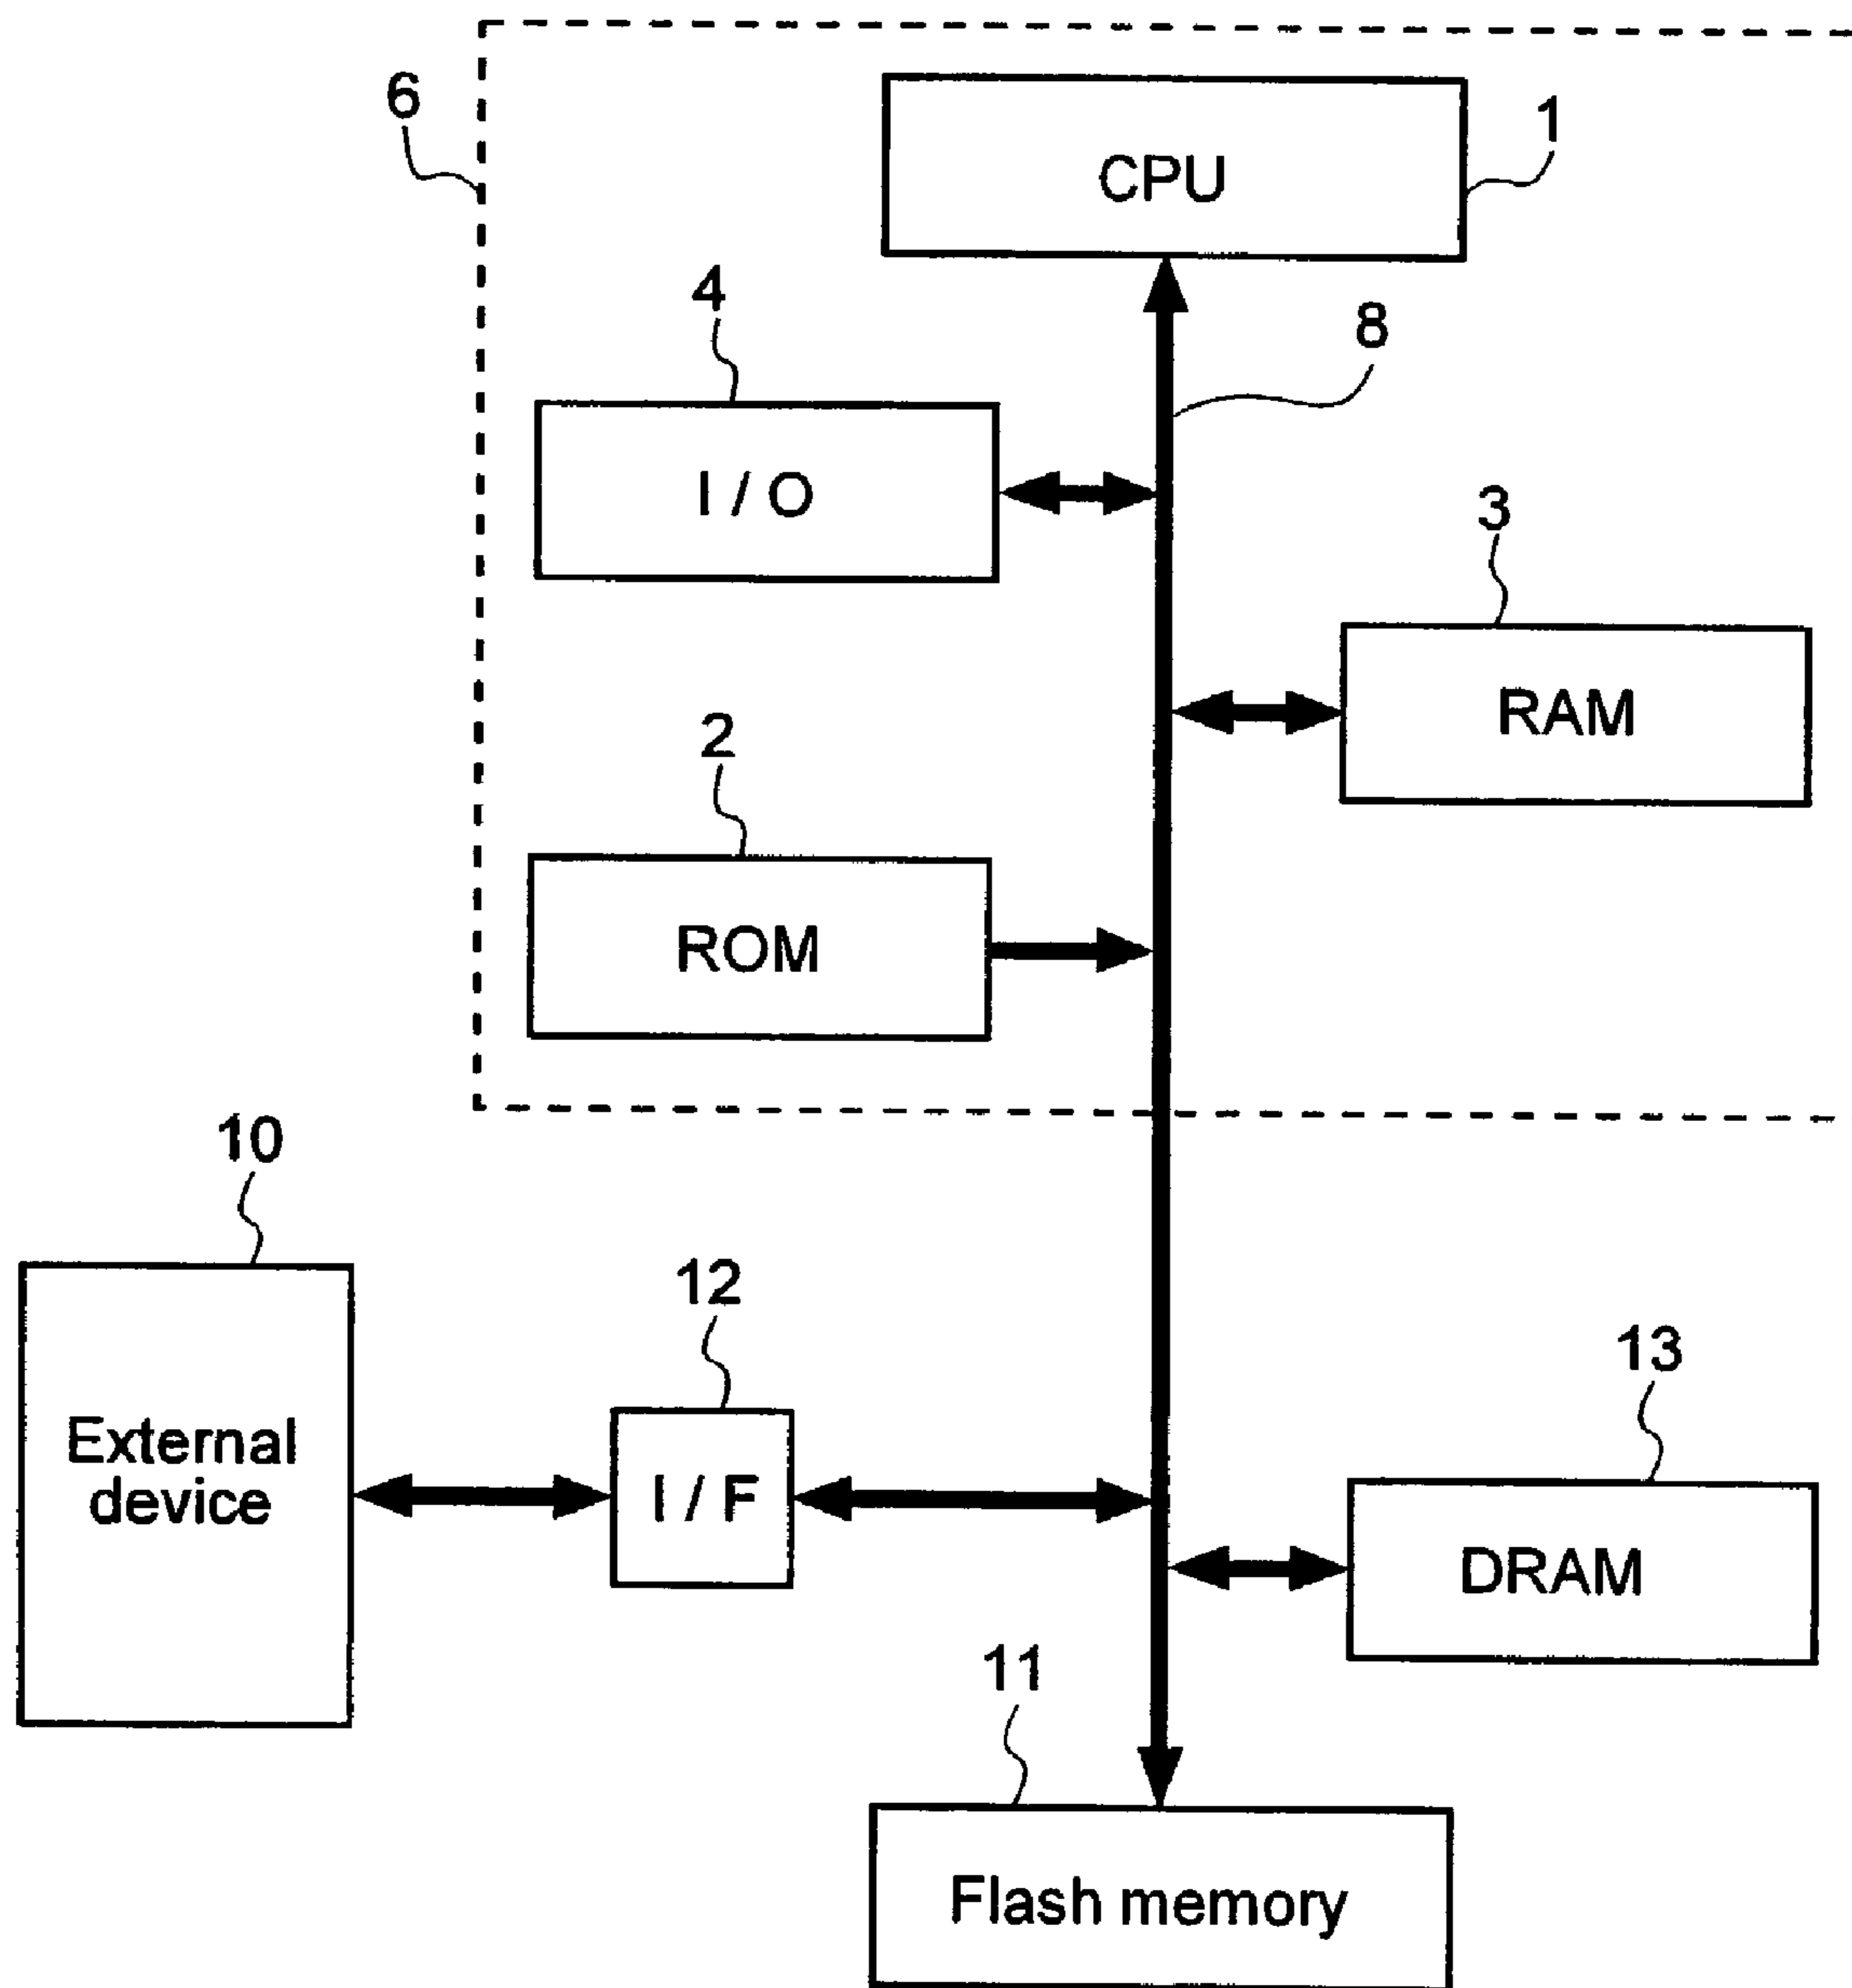 6
1
CPU
4
8
I / O
3
RAM
2
ROM
10
12
13
External
device
I / F
DRAM
11
Flash memory